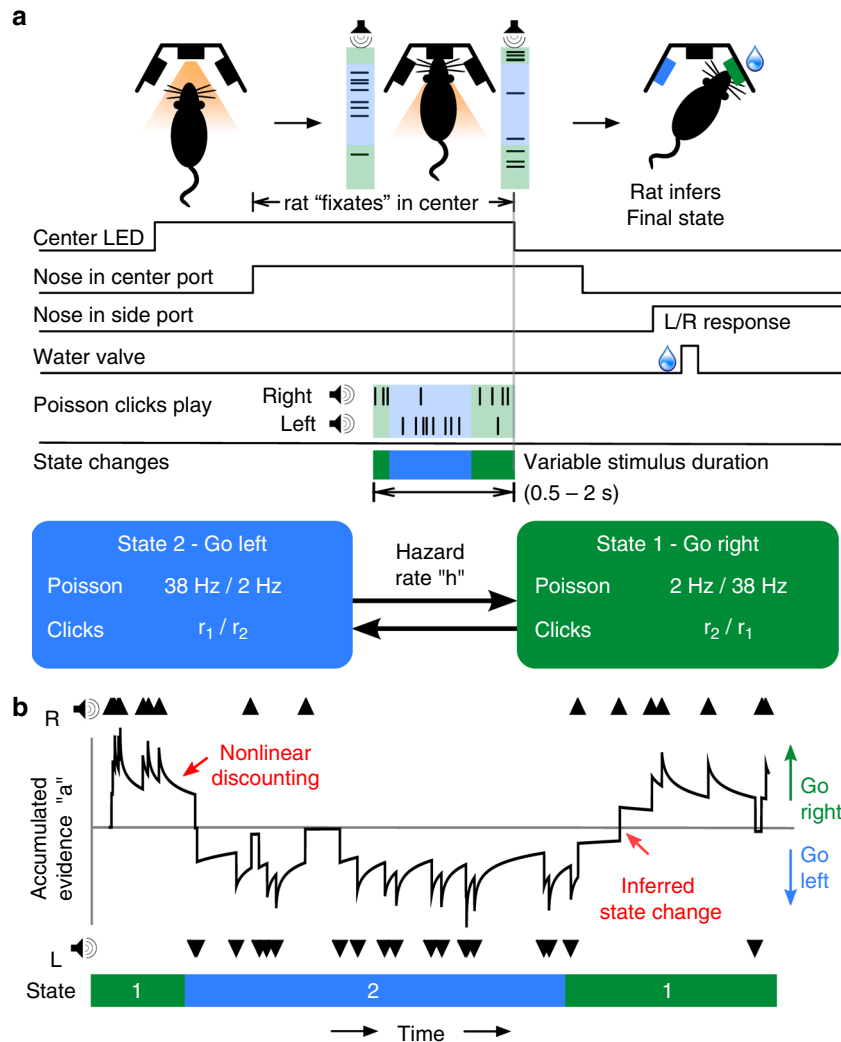 a
rat “fixates” in center
Rat infers
Final state
Center LED
Nose in center port
Nose in side port
L/R response
Water valve
Poisson clicks play
Right
Left
State changes
Variable stimulus duration
(0.5 – 2 s)
State 2 - Go left
Poisson 38 Hz / 2 Hz
Clicks r₁ / r₂
Hazard
rate "h"
State 1 - Go right
Poisson 2 Hz / 38 Hz
Clicks r₂ / r₁
b
R
Nonlinear
discounting
Accumulated
evidence "a"
Go
right
Go
left
Inferred
state change
L
State 1 2 1
Time